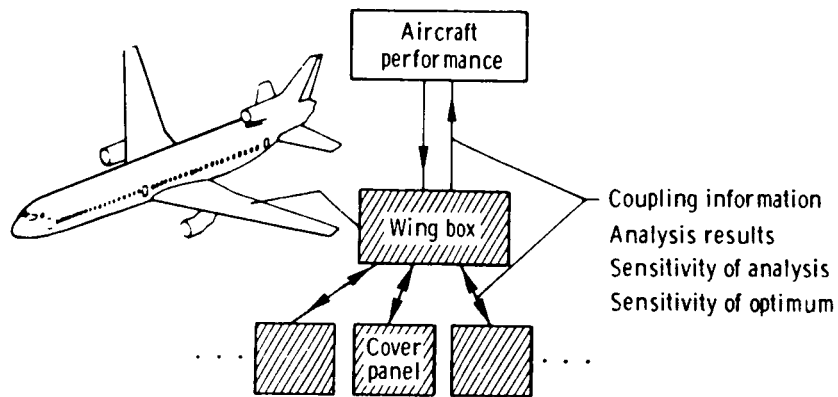 Aircraft
performance
Wing box
Coupling information
Analysis results
Sensitivity of analysis
Sensitivity of optimum
. . .
Cover
panel
. . .